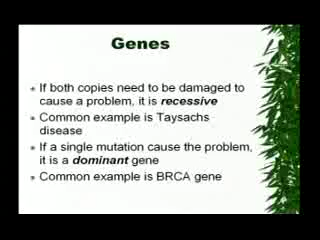 Genes
If both copies need to be damaged to
cause a problem, it is recessive
Common example is Taysachs
disease
If a single mutation cause the problem,
it is a dominant gene
Common example is BRCA gene